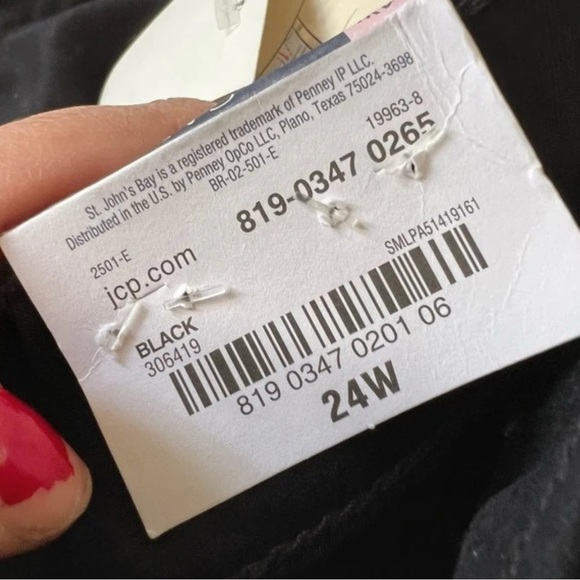 St. John's Bay is a registered trademark of Penney IP LLC.
Distributed in the U.S. by Penney OpCo LLC, Plano, Texas 75024-3698
BR-02-501-E
19963-8
819-0347 0265
2501-E
jcp.com
SMLPA51419161
BLACK
306419
819 0347 0201 06
24W